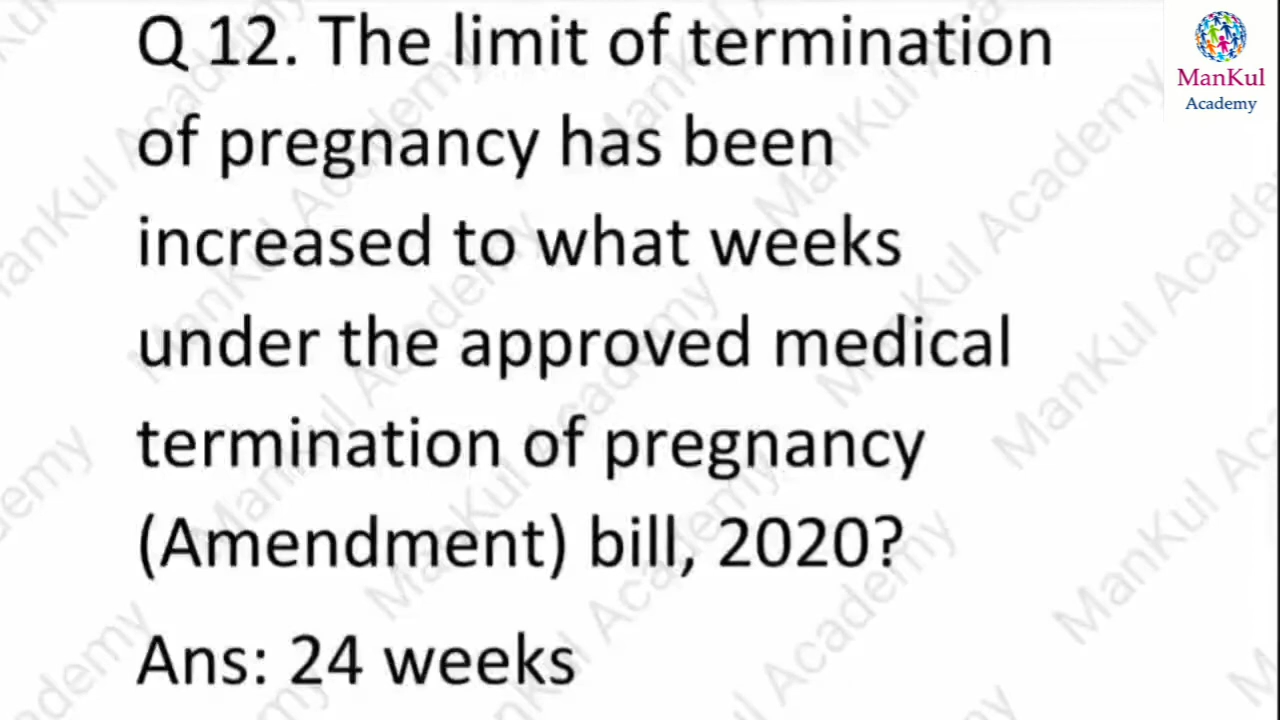 Q 12. The limit of termination
of pregnancy has been
increased to what weeks
under the approved medical
termination of pregnancy
(Amendment) bill, 2020?
Ans: 24 weeks
ManKul
Academy